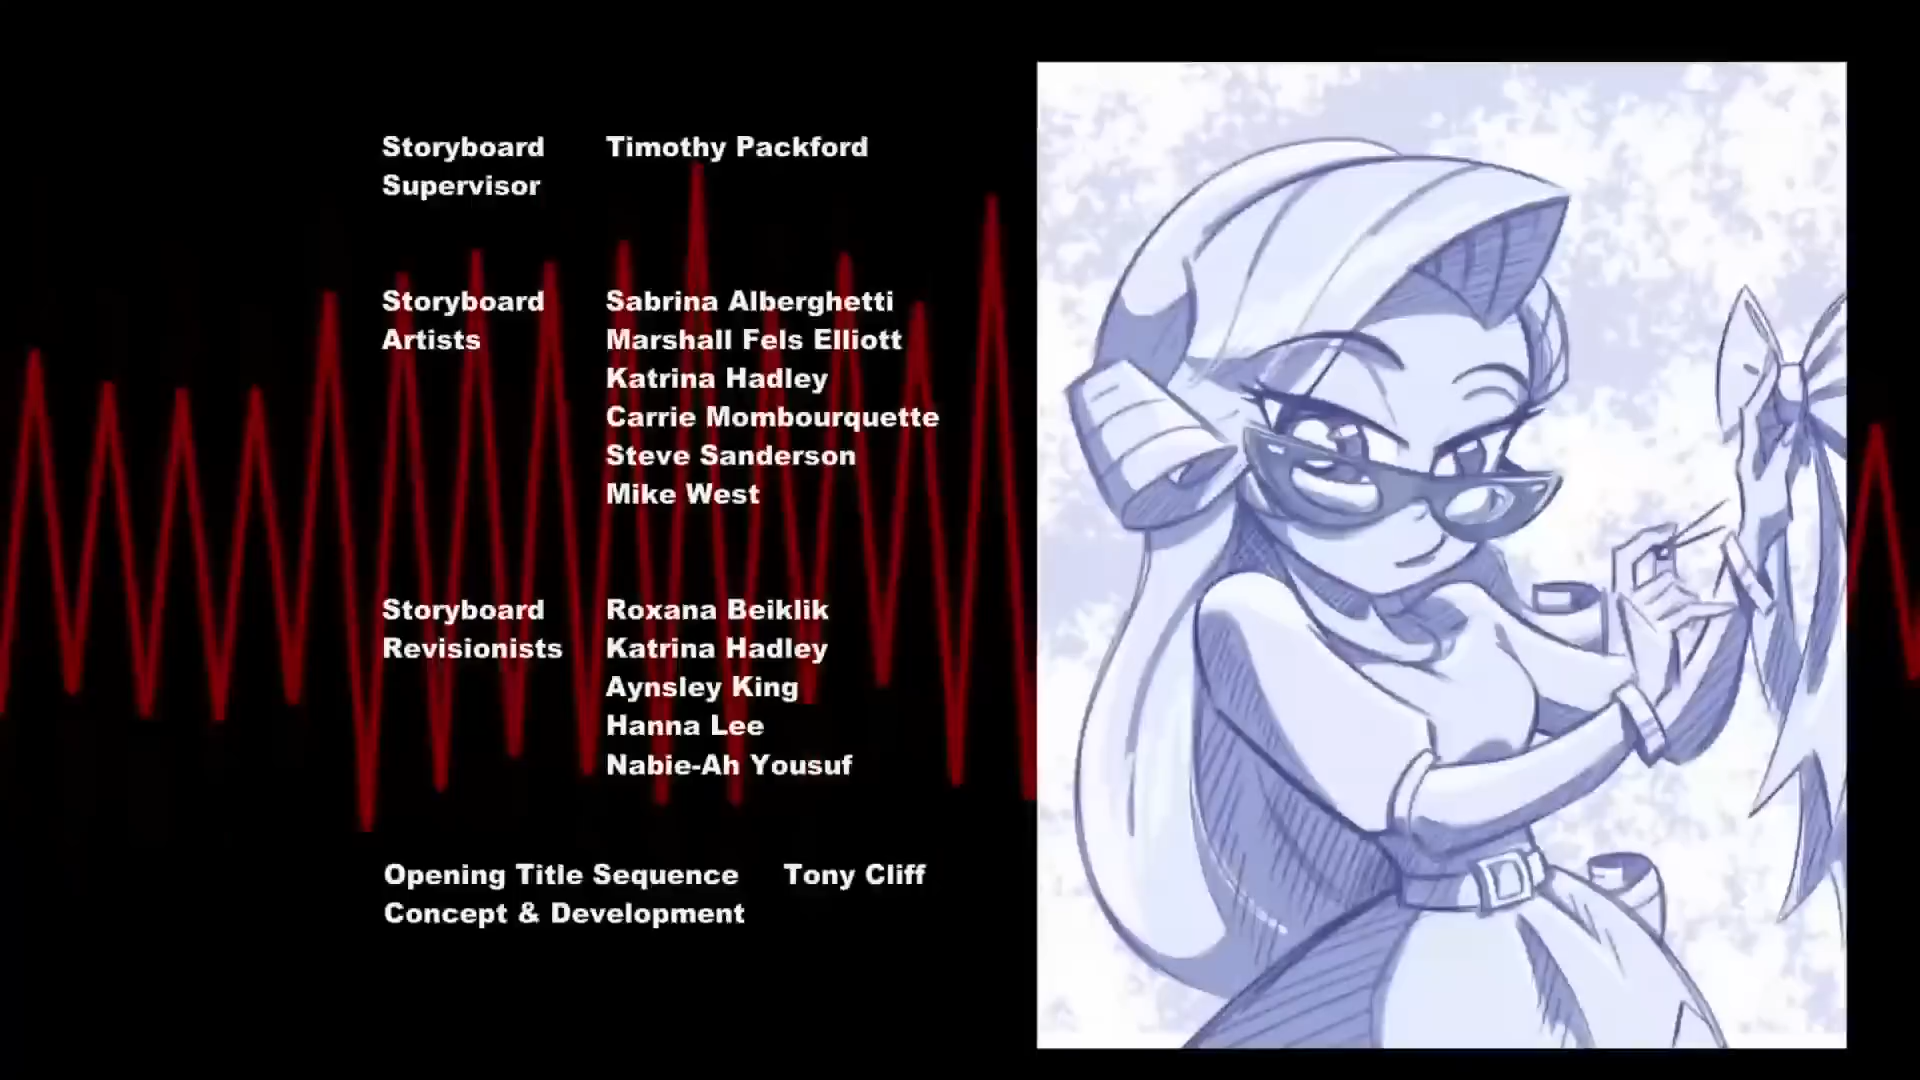 Storyboard Timothy Packford
Supervisor
Storyboard Sabrina Alberghetti
Artists Marshall Fels Elliott
Katrina Hadley
Carrie Mombourquette
Steve Sanderson
Mike West
Storyboard Roxana Beiklik
Revisionists Katrina Hadley
Aynsley King
Hanna Lee
Nabie-Ah Yousuf
Opening Title Sequence Tony Cliff
Concept & Development